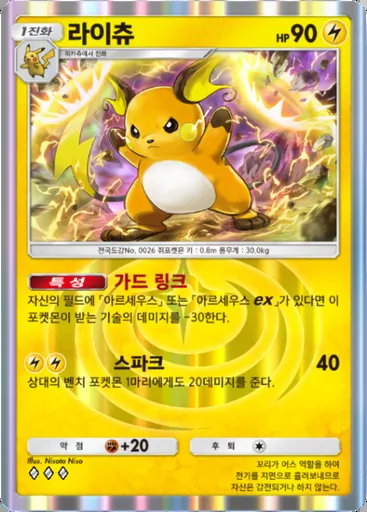 1진화
라이츄
HP 90
피카츄에서 진화
전국도감No. 0026 쥐포켓몬 키 : 0.8m 몸무게 : 30.0kg
특성 가드 링크
자신의 필드에 「아르세우스」 또는 「아르세우스 ex」가 있다면 이
포켓몬이 받는 기술의 데미지를 -30한다.
스파크 40
상대의 벤치 포켓몬 1마리에게도 20데미지를 준다.
약점 +20 후퇴
Illus. Nisota Niso
꼬리가 어스 역할을 하여
전기를 지면으로 흘려보내므로
자신은 감전되거나 하지 않는다.